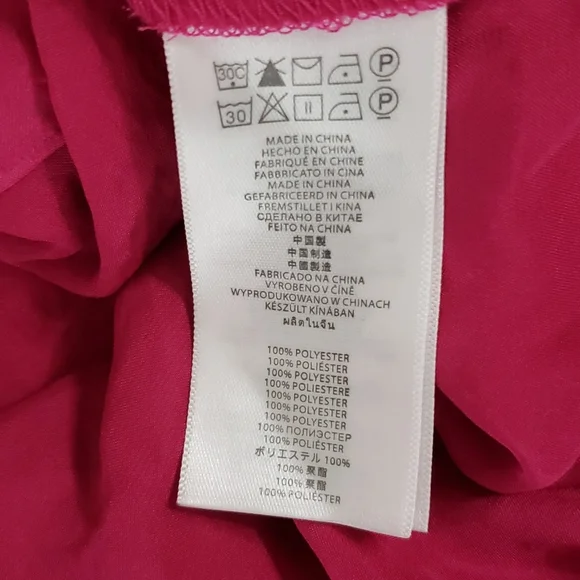 30C P
30 P
MADE IN CHINA
HECHO EN CHINA
FABRIQUÉ EN CHINE
FABBRICATO IN CINA
MADE IN CHINA
GEFABRICEERD IN CHINA
FREMSTILLET I KINA
СДЕЛАНО В КИТАЕ
FEITO NA CHINA
中国製
中国制造
中國製造
FABRICADO NA CHINA
VYROBENO V ČÍNĚ
WYPRODUKOWANO W CHINACH
KÉSZÜLT KÍNÁBAN
ผลิตในจีน
100% POLYESTER
100% POLIÉSTER
100% POLYESTER
100% POLIESTERE
100% POLYESTER
100% POLYESTER
100% POLYESTER
100% ПОЛИЭСТЕР
100% POLIÉSTER
ポリエステル 100%
100% 聚酯
100% 聚酯
100% POLIÉSTER